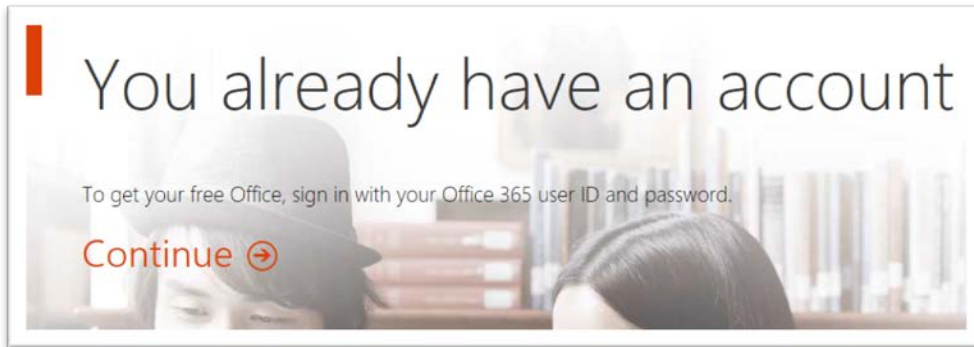 You already have an account
To get your free Office, sign in with your Office 365 user ID and password.
Continue